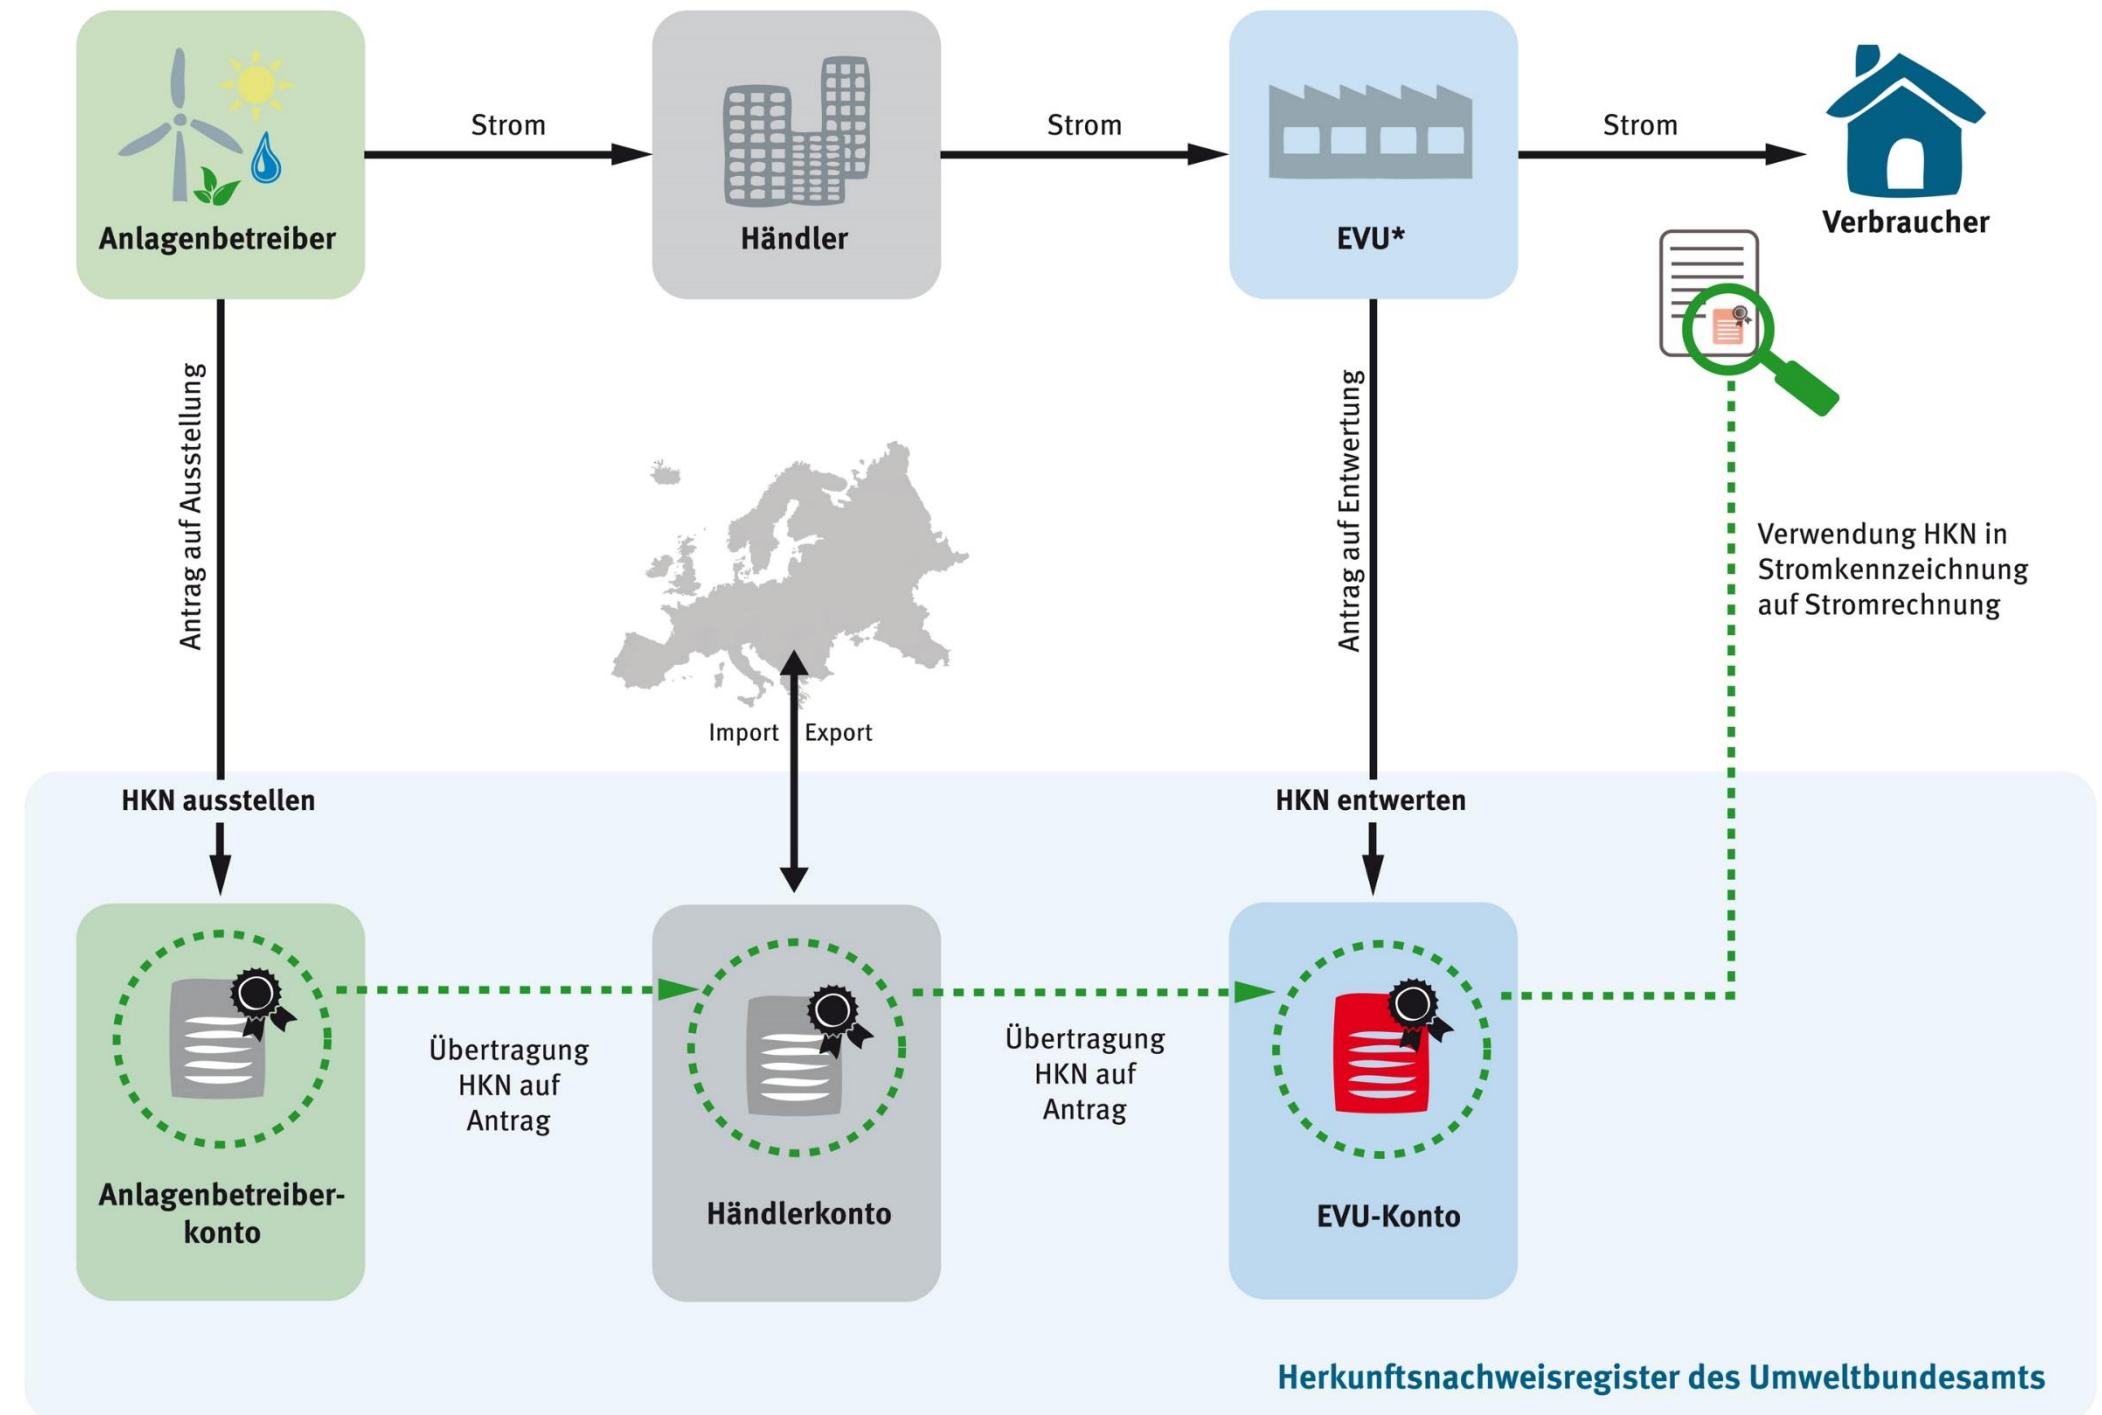 Strom
Strom
Strom
Anlagenbetreiber
Händler
EVU*
Verbraucher
Antrag auf Ausstellung
Antrag auf Entwertung
Verwendung HKN in
Stromkennzeichnung
auf Stromrechnung
Import
Export
HKN ausstellen
HKN entwerten
Übertragung
HKN auf
Antrag
Übertragung
HKN auf
Antrag
Anlagenbetreiber-
konto
Händlerkonto
EVU-Konto
Herkunftsnachweisregister des Umweltbundesamts